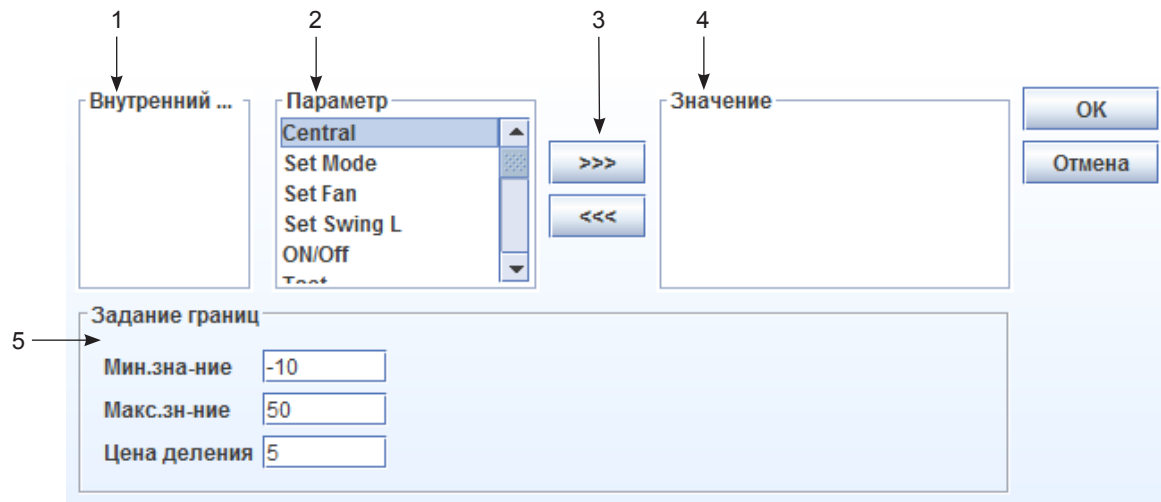 1
2
3
4
Внутренний ...
Параметр
Значение
Central
Set Mode
Set Fan
Set Swing L
ON/Off
>>>
<<<
OK
Отмена
5
Задание границ
Мин.зна-ние
-10
Макс.зн-ние
50
Цена деления
5